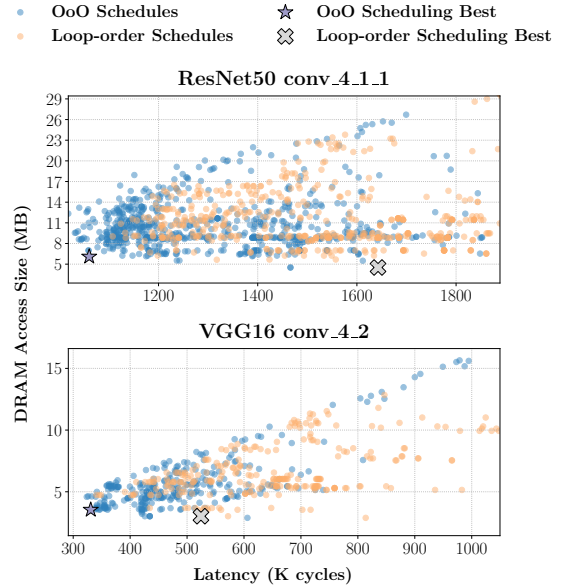 OoO Schedules
OoO Scheduling Best
Loop-order Schedules
Loop-order Scheduling Best
ResNet50 conv_4_1_1
29
26
23
20
17
14
11
8
5
1200 1400 1600 1800
DRAM Access Size (MB)
VGG16 conv_4_2
15
10
5
300 400 500 600 700 800 900 1000
Latency (K cycles)